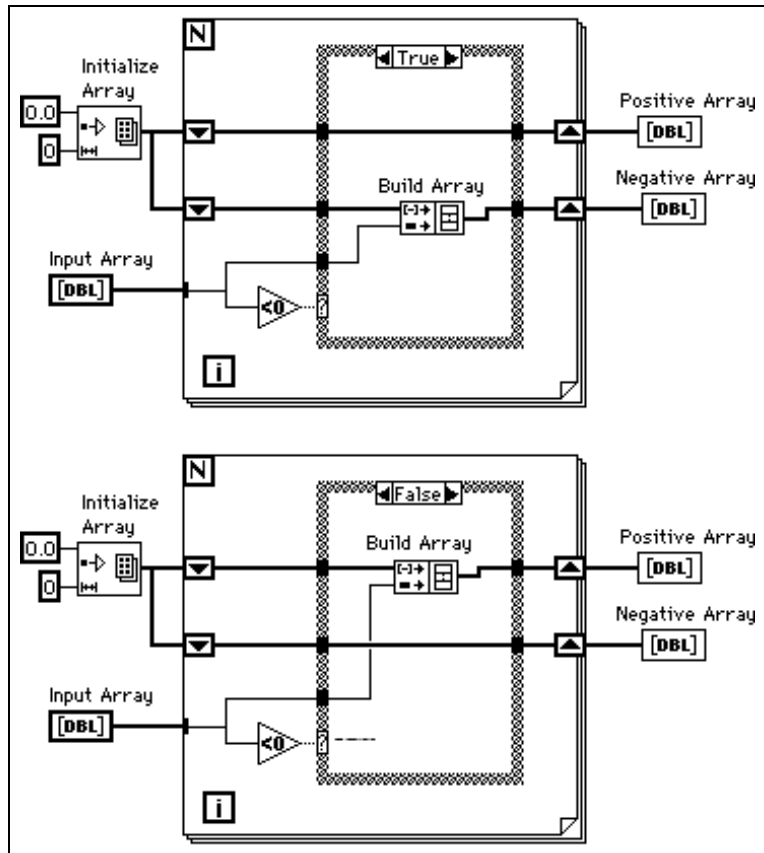 N
True
Initialize
Array
0.0
0
Positive Array
[DBL]
Negative Array
[DBL]
Build Array
Input Array
[DBL]
<0
?
i
N
False
Initialize
Array
0.0
0
Build Array
Positive Array
[DBL]
Negative Array
[DBL]
Input Array
[DBL]
<0
?
i